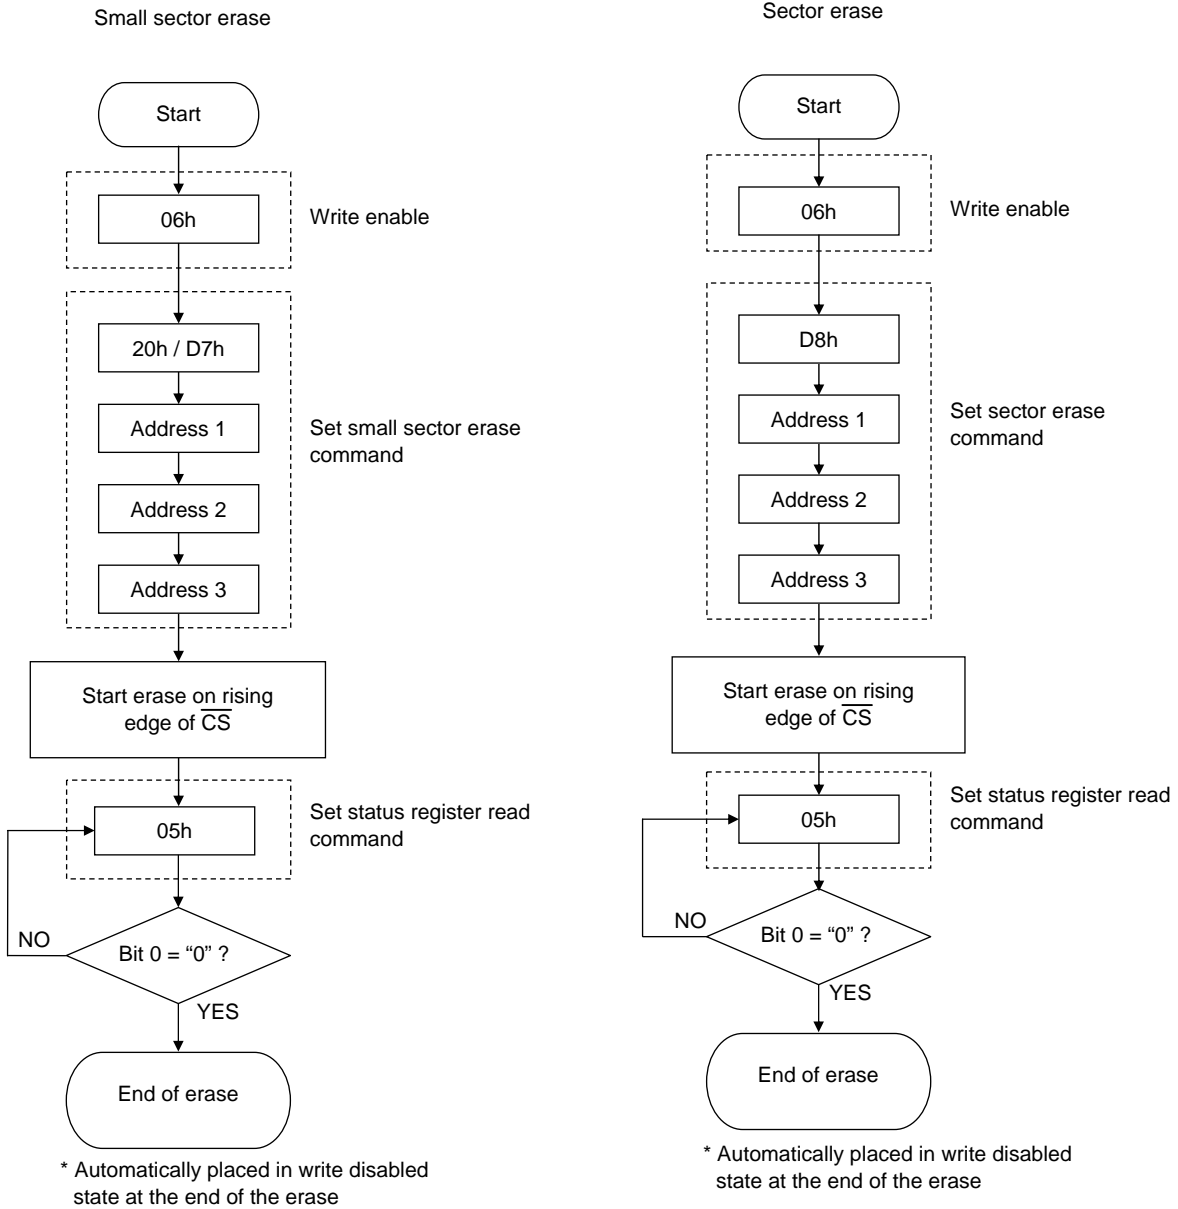 Small sector erase
Start
06h
Write enable
20h / D7h
Address 1
Set small sector erase
command
Address 2
Address 3
Start erase on rising
edge of C̅S̅
Set status register read
command
05h
NO
Bit 0 = “0” ?
YES
End of erase
* Automatically placed in write disabled
state at the end of the erase
Sector erase
Start
06h
Write enable
D8h
Address 1
Set sector erase
command
Address 2
Address 3
Start erase on rising
edge of C̅S̅
Set status register read
command
05h
NO
Bit 0 = “0” ?
YES
End of erase
* Automatically placed in write disabled
state at the end of the erase